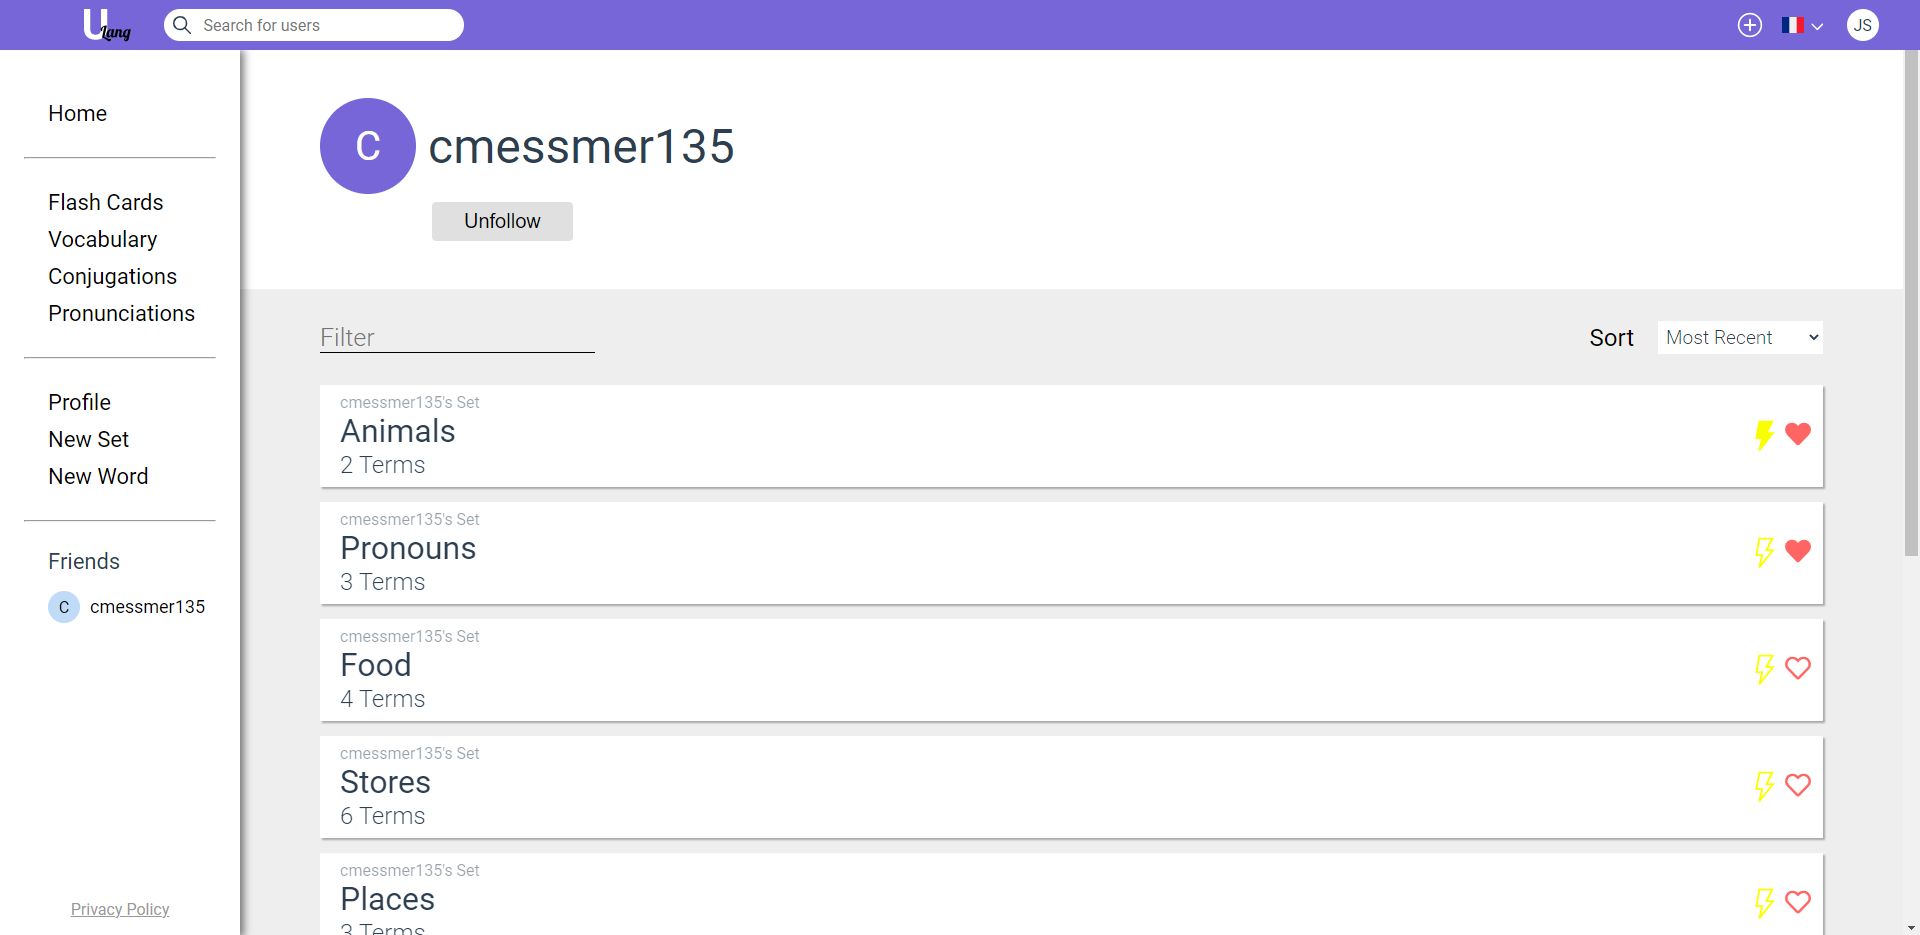 ULang
Search for users
JS
Home
Flash Cards
Vocabulary
Conjugations
Pronunciations
Profile
New Set
New Word
Friends
C cmessmer135
Privacy Policy
C cmessmer135
Unfollow
Filter
Sort Most Recent
cmessmer135's Set
Animals
2 Terms
cmessmer135's Set
Pronouns
3 Terms
cmessmer135's Set
Food
4 Terms
cmessmer135's Set
Stores
6 Terms
cmessmer135's Set
Places
3 Terms